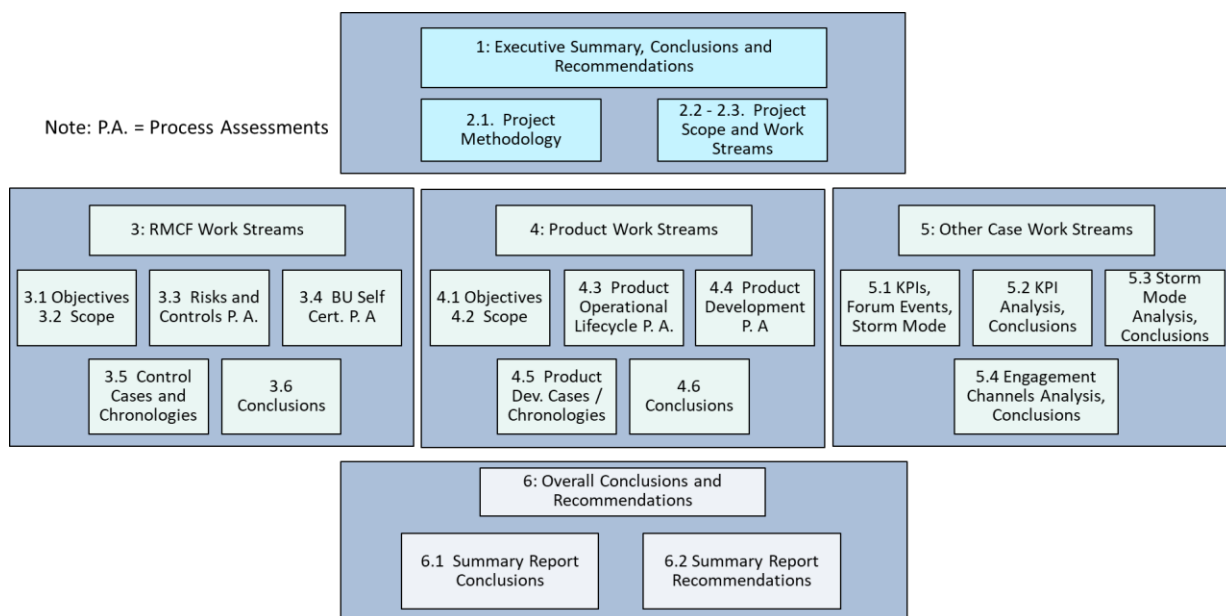 1: Executive Summary, Conclusions and
Recommendations
Note: P.A. = Process Assessments
2.1. Project
Methodology
2.2 - 2.3. Project
Scope and Work
Streams
3: RMCF Work Streams
3.1 Objectives
3.2 Scope
3.3 Risks and
Controls P. A.
3.4 BU Self
Cert. P. A
3.5 Control
Cases and
Chronologies
3.6
Conclusions
4: Product Work Streams
4.1 Objectives
4.2 Scope
4.3 Product
Operational
Lifecycle P. A.
4.4 Product
Development
P. A
4.5 Product
Dev. Cases /
Chronologies
4.6
Conclusions
5: Other Case Work Streams
5.1 KPIs,
Forum Events,
Storm Mode
5.2 KPI
Analysis,
Conclusions
5.3 Storm
Mode
Analysis,
Conclusions
5.4 Engagement
Channels Analysis,
Conclusions
6: Overall Conclusions and
Recommendations
6.1 Summary Report
Conclusions
6.2 Summary Report
Recommendations